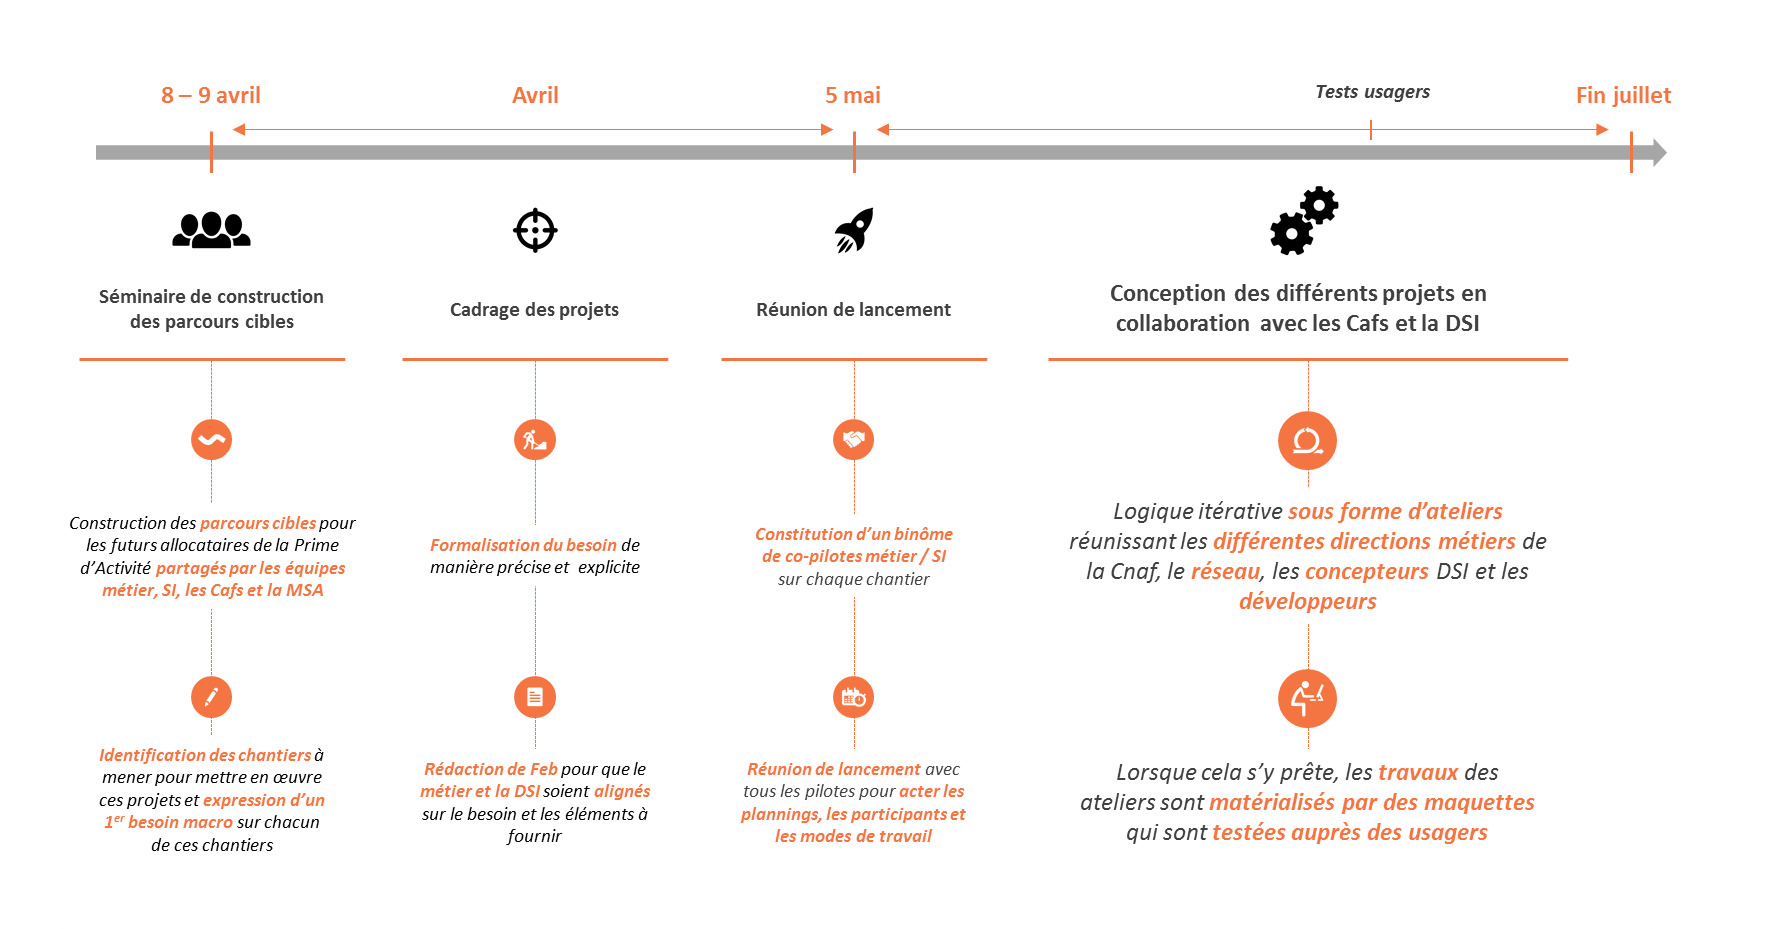 8 – 9 avril
Avril
5 mai
Tests usagers
Fin juillet
Séminaire de construction
des parcours cibles
Cadrage des projets
Réunion de lancement
Conception des différents projets en
collaboration avec les Cafs et la DSI
Construction des parcours cibles pour
les futurs allocataires de la Prime
d’Activité partagés par les équipes
métier, SI, les Cafs et la MSA
Formalisation du besoin de
manière précise et explicite
Constitution d’un binôme
de co-pilotes métier / SI
sur chaque chantier
Logique itérative sous forme d’ateliers
réunissant les différentes directions métiers de
la Cnaf, le réseau, les concepteurs DSI et les
développeurs
Identification des chantiers à
mener pour mettre en œuvre
ces projets et expression d’un
1er besoin macro sur chacun
de ces chantiers
Rédaction de Feb pour que le
métier et la DSI soient alignés
sur le besoin et les éléments à
fournir
Réunion de lancement avec
tous les pilotes pour acter les
plannings, les participants et
les modes de travail
Lorsque cela s’y prête, les travaux des
ateliers sont matérialisés par des maquettes
qui sont testées auprès des usagers